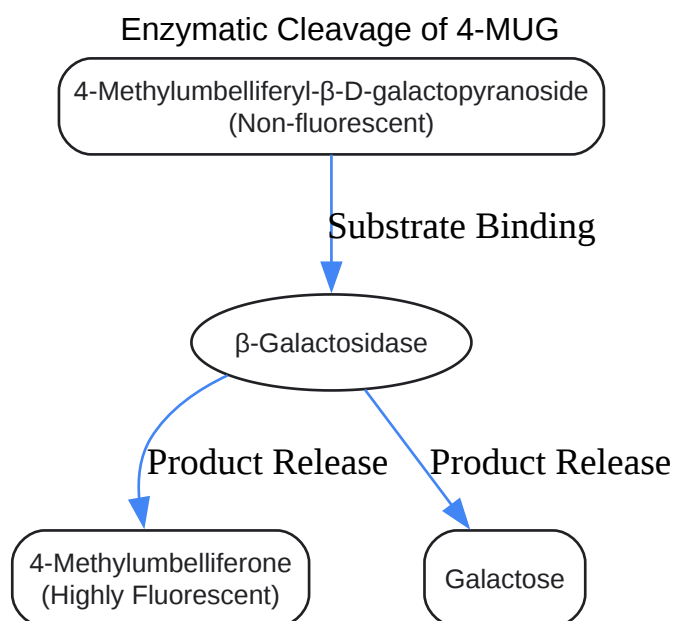 Enzymatic Cleavage of 4-MUG
4-Methylumbelliferyl-β-D-galactopyranoside
(Non-fluorescent)
Substrate Binding
β-Galactosidase
Product Release
Product Release
4-Methylumbelliferone
(Highly Fluorescent)
Galactose